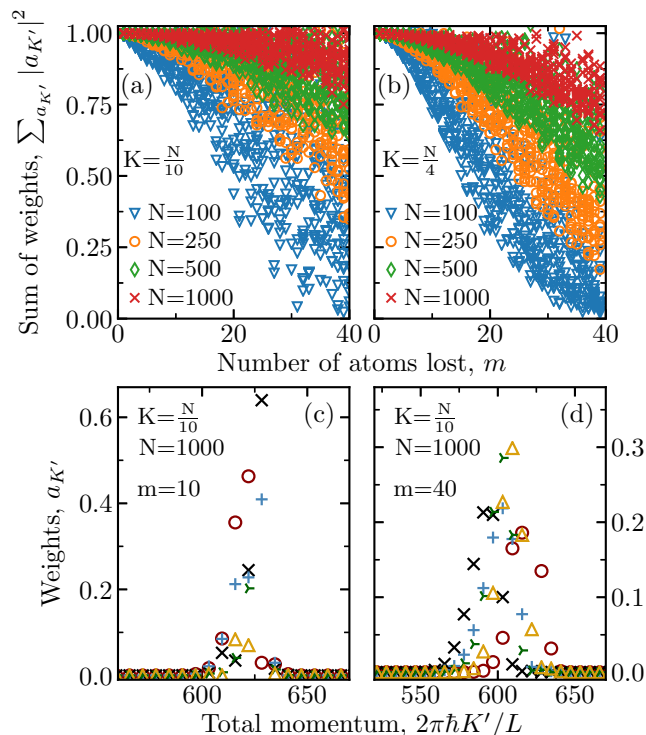 1.00
0.75
0.50
0.25
0.00
Sum of weights, ∑_{a_{K′}} |a_{K′}|²
(a)
K=N/10
N=100
N=250
N=500
N=1000
0 20 40
(b)
K=N/4
N=100
N=250
N=500
N=1000
0 20 40
Number of atoms lost, m
0.6
0.4
0.2
0.0
Weights, a_{K′}
K=N/10
(c)
N=1000
m=10
600 650
K=N/10
(d)
N=1000
m=40
0.3
0.2
0.1
0.0
550 600 650
Total momentum, 2πℏK′/L